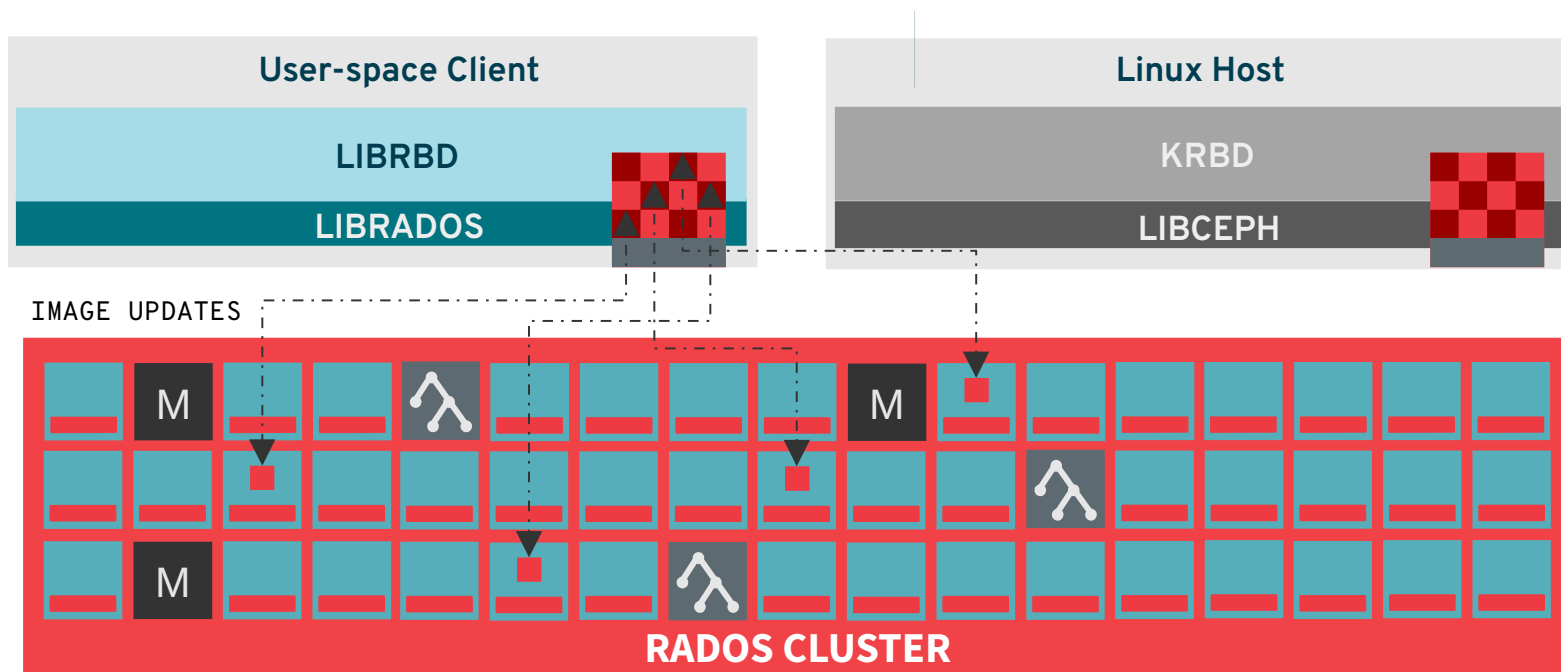 User-space Client
Linux Host
LIBRBD
KRBD
LIBRADOS
LIBCEPH
IMAGE UPDATES
M
M
M
RADOS CLUSTER